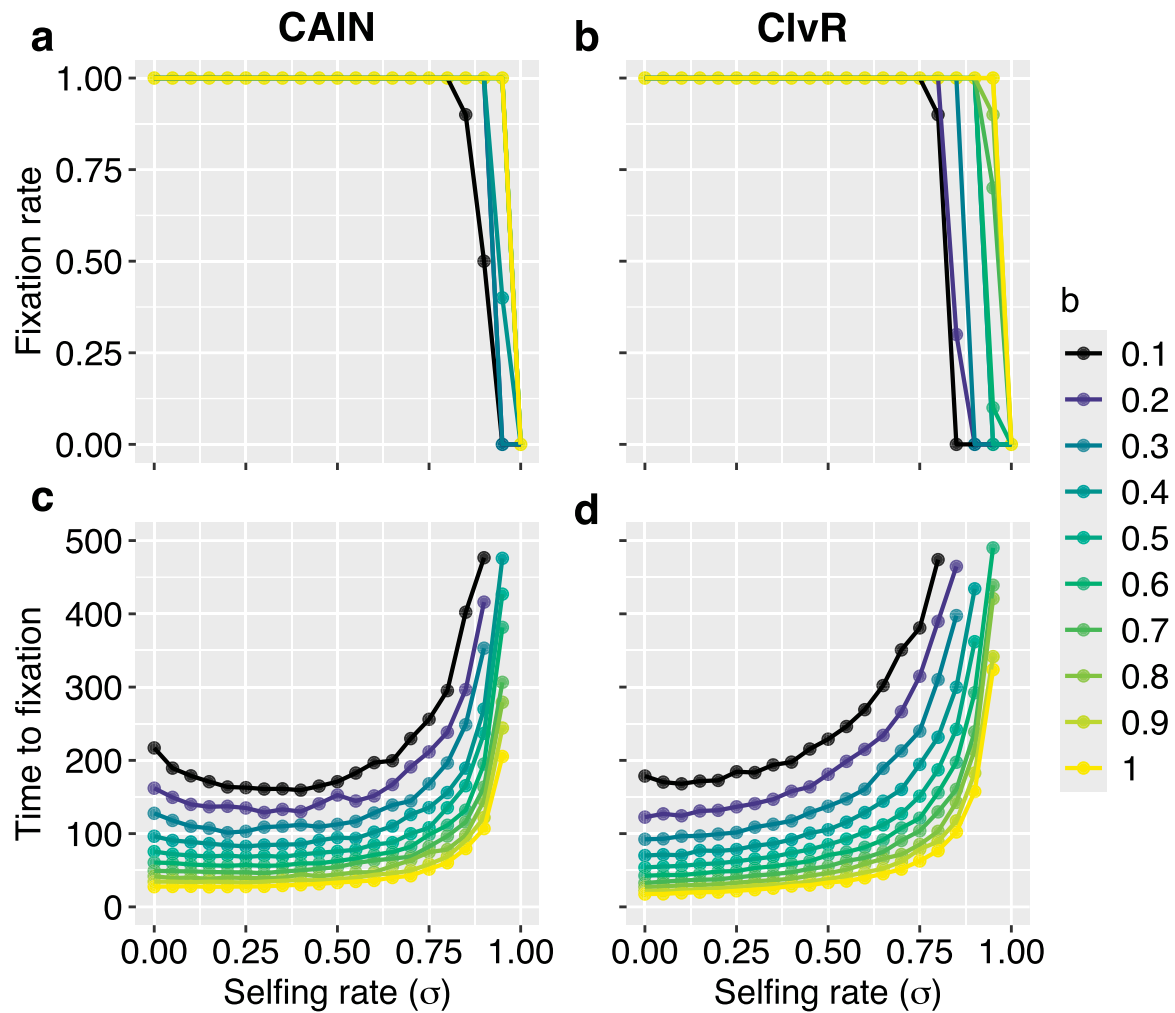 a
CAIN
b
ClvR
Fixation rate
1.00
0.75
0.50
0.25
0.00
c
d
Time to fixation
500
400
300
200
100
0
0.00 0.25 0.50 0.75 1.00
0.00 0.25 0.50 0.75 1.00
Selfing rate (σ)
Selfing rate (σ)
b
0.1
0.2
0.3
0.4
0.5
0.6
0.7
0.8
0.9
1